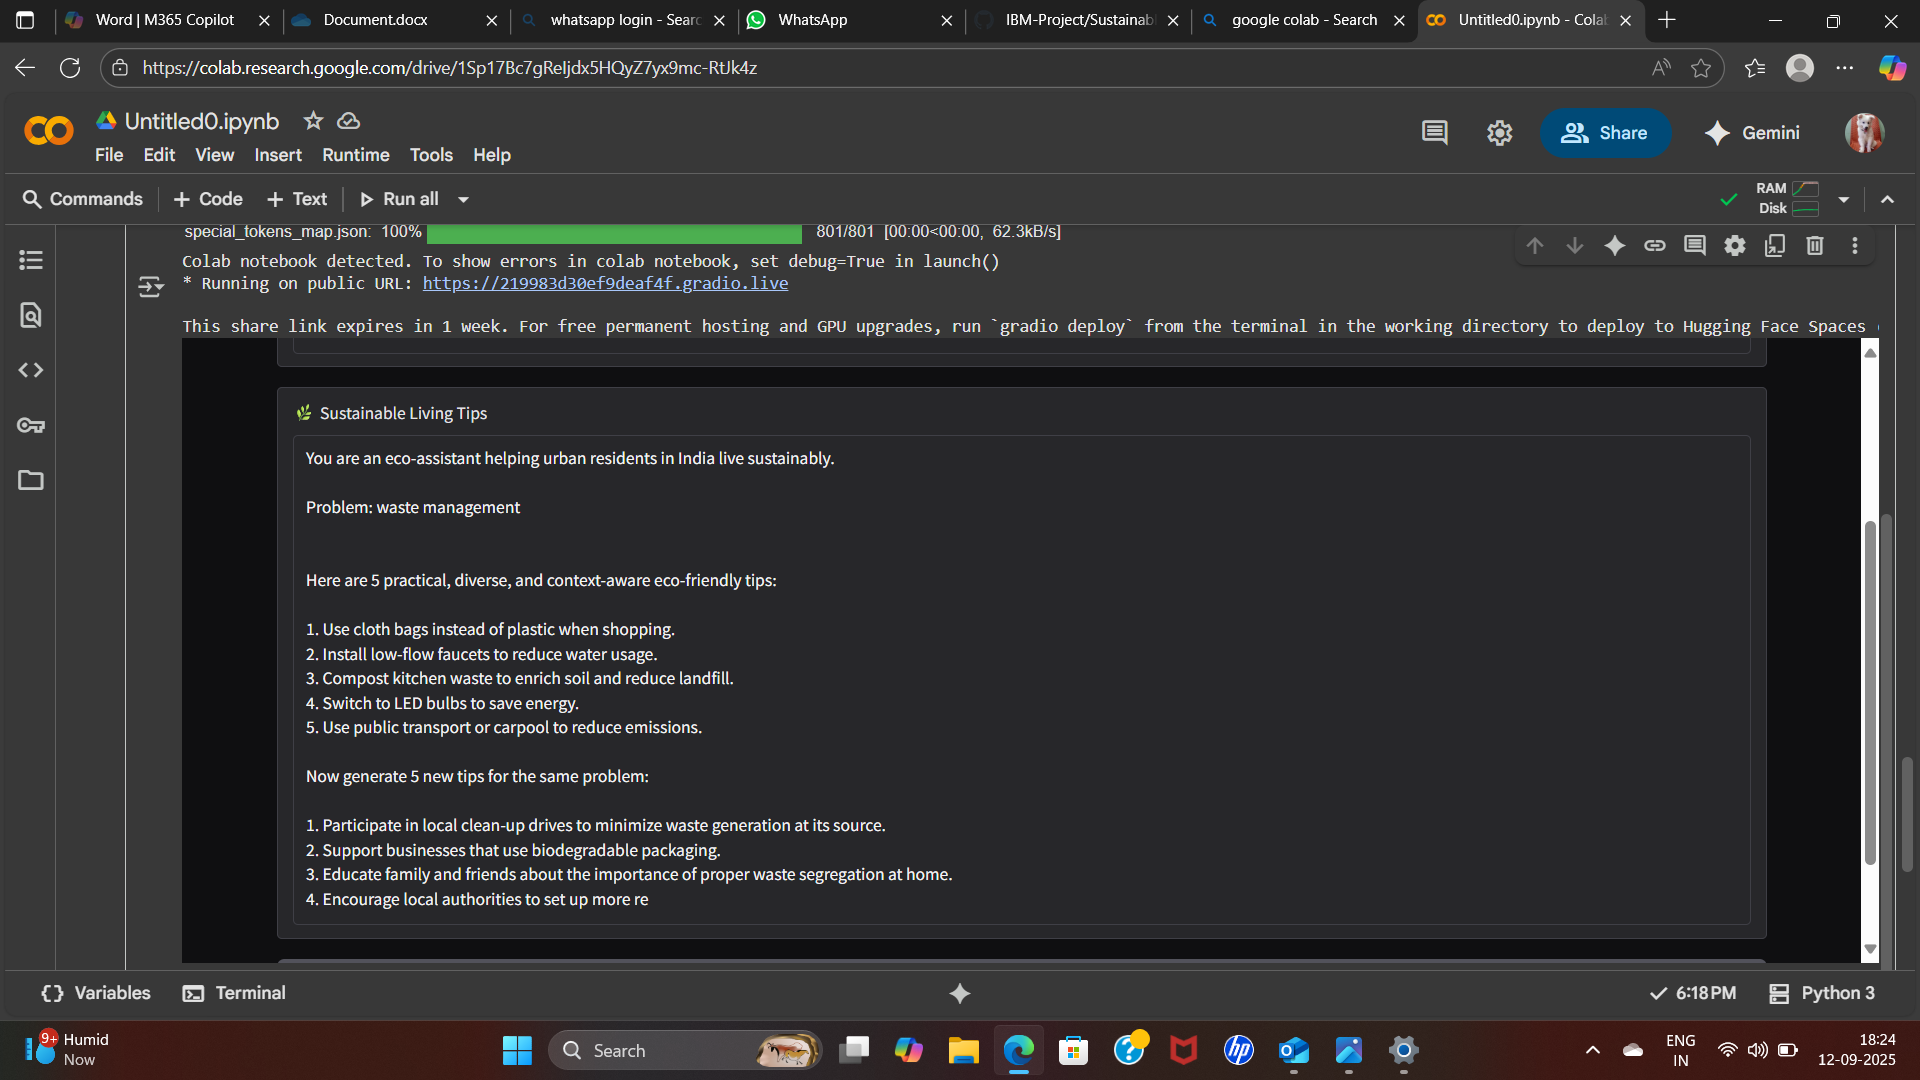 Word | M365 Copilot
Document.docx
whatsapp login - Searc
WhatsApp
IBM-Project/Sustainabl
google colab - Search
Untitled0.ipynb - Colab
https://colab.research.google.com/drive/1Sp17Bc7gReljdx5HQyZ7yx9mc-RtJk4z
Untitled0.ipynb
File Edit View Insert Runtime Tools Help
Share
Gemini
Commands + Code + Text Run all
RAM
Disk
special_tokens_map.json: 100% 801/801 [00:00<00:00, 62.3kB/s]
Colab notebook detected. To show errors in colab notebook, set debug=True in launch()
* Running on public URL: https://219983d30ef9deaf4f.gradio.live
This share link expires in 1 week. For free permanent hosting and GPU upgrades, run `gradio deploy` from the terminal in the working directory to deploy to Hugging Face Spaces
Sustainable Living Tips
You are an eco-assistant helping urban residents in India live sustainably.
Problem: waste management
Here are 5 practical, diverse, and context-aware eco-friendly tips:
1. Use cloth bags instead of plastic when shopping.
2. Install low-flow faucets to reduce water usage.
3. Compost kitchen waste to enrich soil and reduce landfill.
4. Switch to LED bulbs to save energy.
5. Use public transport or carpool to reduce emissions.
Now generate 5 new tips for the same problem:
1. Participate in local clean-up drives to minimize waste generation at its source.
2. Support businesses that use biodegradable packaging.
3. Educate family and friends about the importance of proper waste segregation at home.
4. Encourage local authorities to set up more re
Variables
Terminal
6:18 PM
Python 3
9+
Humid
Now
Search
hp
ENG
IN
18:24
12-09-2025